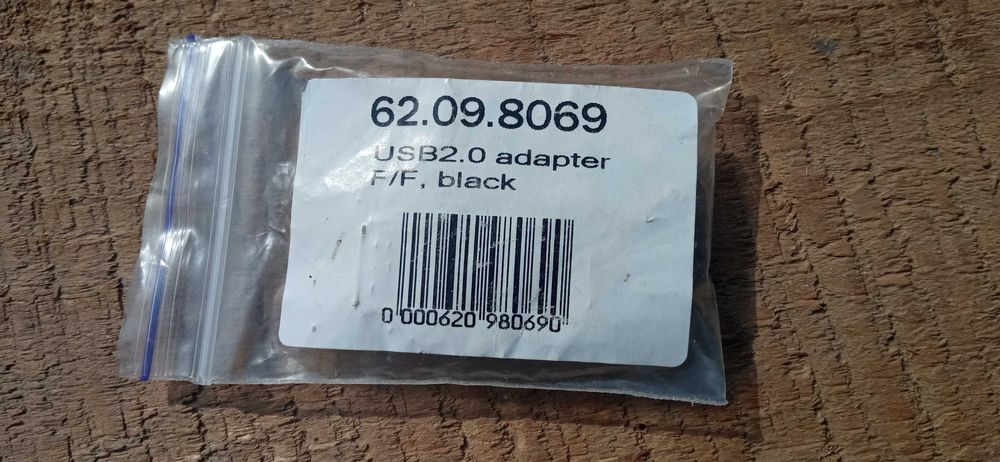 62.09.8069
USB2.0 adapter
F/F, black
0 000620 980690